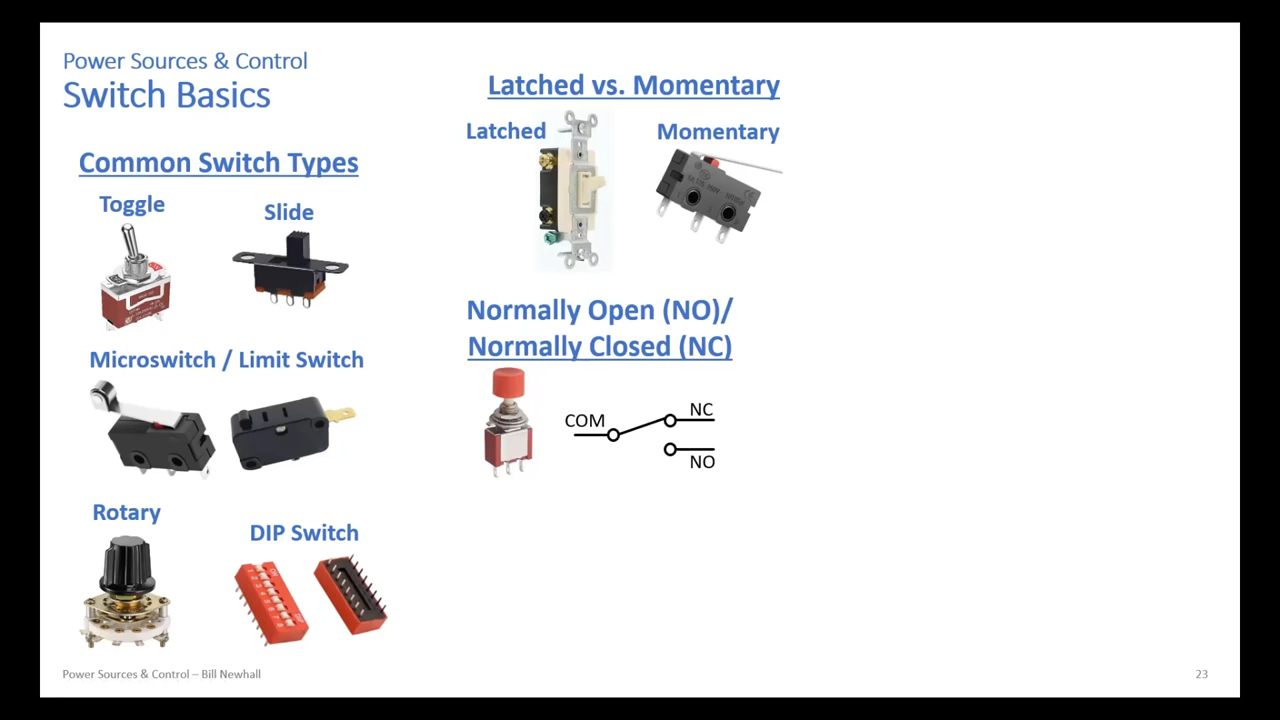 Power Sources & Control
Switch Basics
Common Switch Types
Toggle
Slide
Microswitch / Limit Switch
Rotary
DIP Switch
Latched vs. Momentary
Latched
Momentary
Normally Open (NO)/
Normally Closed (NC)
COM
NC
NO
Power Sources & Control – Bill Newhall
23